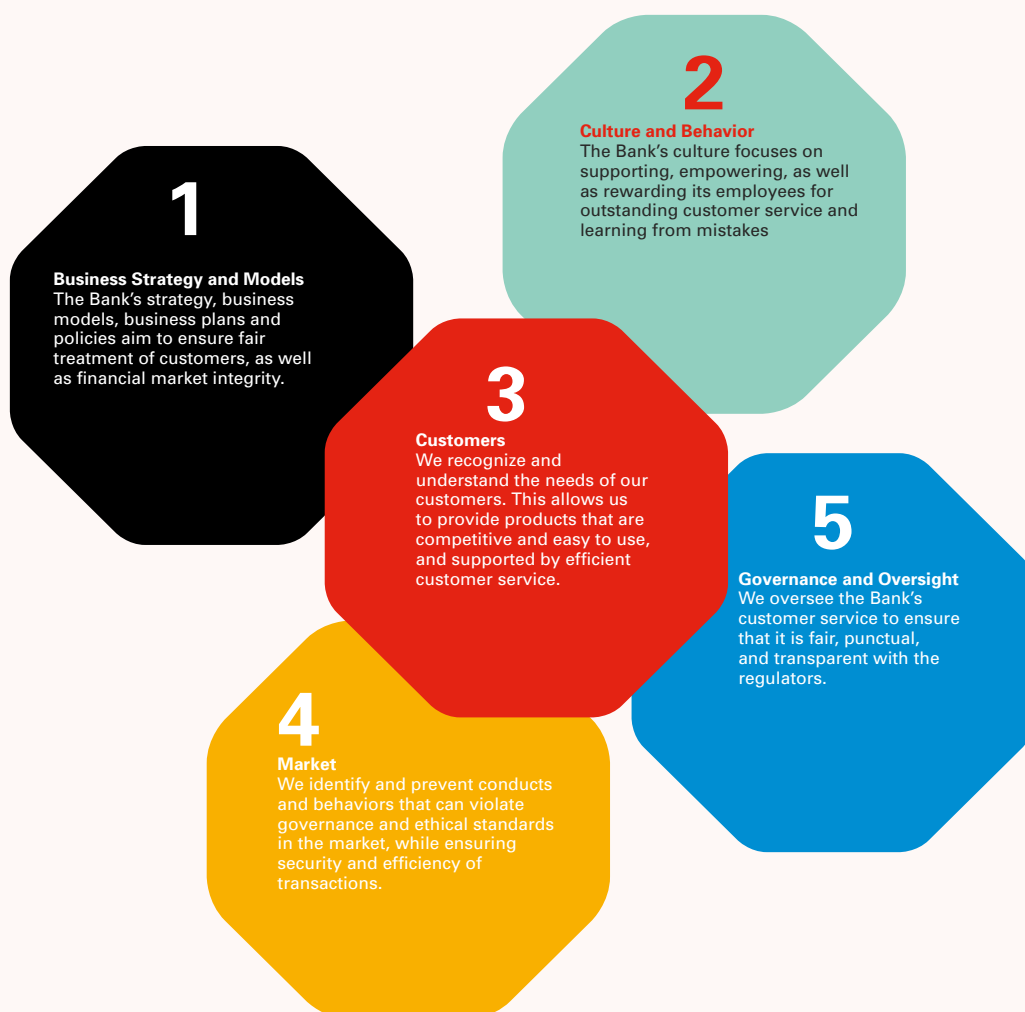 1
Business Strategy and Models
The Bank's strategy, business
models, business plans and
policies aim to ensure fair
treatment of customers, as well
as financial market integrity.
2
Culture and Behavior
The Bank's culture focuses on
supporting, empowering, as well
as rewarding its employees for
outstanding customer service and
learning from mistakes
3
Customers
We recognize and
understand the needs of our
customers. This allows us
to provide products that are
competitive and easy to use,
and supported by efficient
customer service.
4
Market
We identify and prevent conducts
and behaviors that can violate
governance and ethical standards
in the market, while ensuring
security and efficiency of
transactions.
5
Governance and Oversight
We oversee the Bank's
customer service to ensure
that it is fair, punctual,
and transparent with the
regulators.